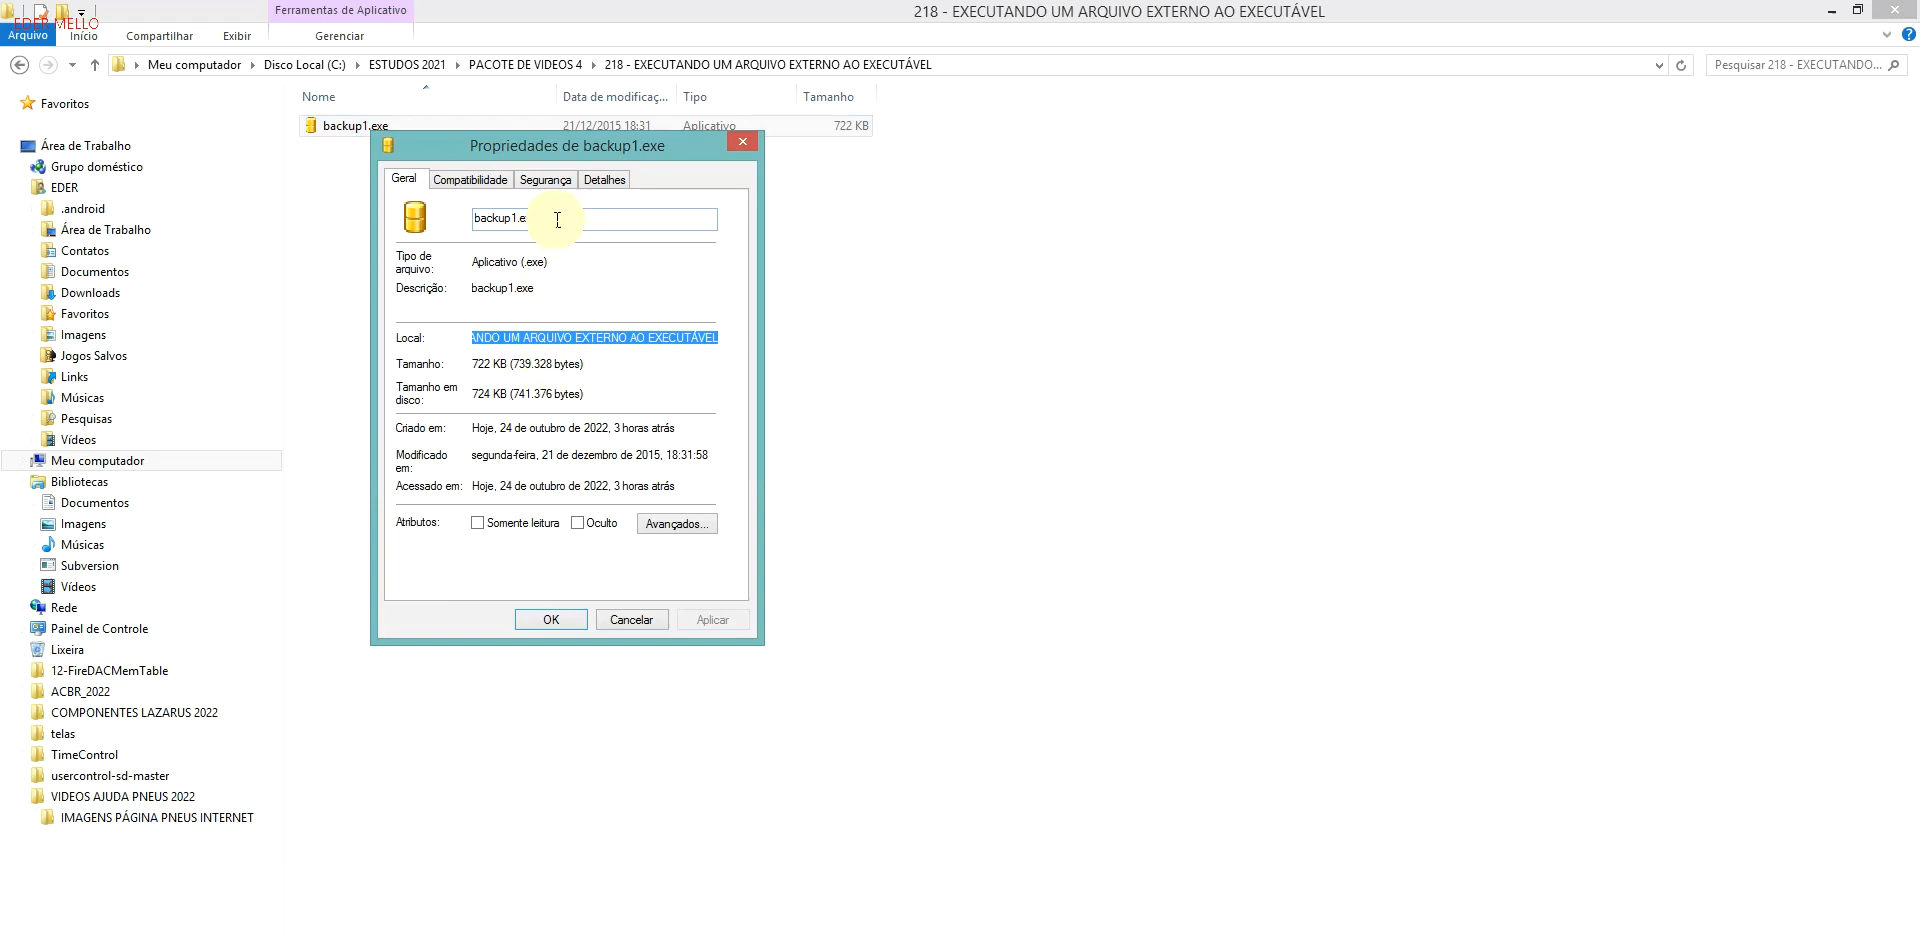 Ferramentas de Aplicativo
218 - EXECUTANDO UM ARQUIVO EXTERNO AO EXECUTÁVEL
EDER MELLO
Arquivo Início Compartilhar Exibir Gerenciar
Meu computador Disco Local (C:) ESTUDOS 2021 PACOTE DE VIDEOS 4 218 - EXECUTANDO UM ARQUIVO EXTERNO AO EXECUTÁVEL
Pesquisar 218 - EXECUTANDO...
Favoritos
Área de Trabalho
Grupo doméstico
EDER
.android
Área de Trabalho
Contatos
Documentos
Downloads
Favoritos
Imagens
Jogos Salvos
Links
Músicas
Pesquisas
Vídeos
Meu computador
Bibliotecas
Documentos
Imagens
Músicas
Subversion
Vídeos
Rede
Painel de Controle
Lixeira
12-FireDACMemTable
ACBR_2022
COMPONENTES LAZARUS 2022
telas
TimeControl
usercontrol-sd-master
VIDEOS AJUDA PNEUS 2022
IMAGENS PÁGINA PNEUS INTERNET
Nome Data de modificaç... Tipo Tamanho
backup1.exe 21/12/2015 18:31 Aplicativo 722 KB
Propriedades de backup1.exe
Geral Compatibilidade Segurança Detalhes
backup1.e
Tipo de arquivo: Aplicativo (.exe)
Descrição: backup1.exe
Local: ANDO UM ARQUIVO EXTERNO AO EXECUTÁVEL
Tamanho: 722 KB (739.328 bytes)
Tamanho em disco: 724 KB (741.376 bytes)
Criado em: Hoje, 24 de outubro de 2022, 3 horas atrás
Modificado em: segunda-feira, 21 de dezembro de 2015, 18:31:58
Acessado em: Hoje, 24 de outubro de 2022, 3 horas atrás
Atributos: Somente leitura Oculto Avançados...
OK Cancelar Aplicar